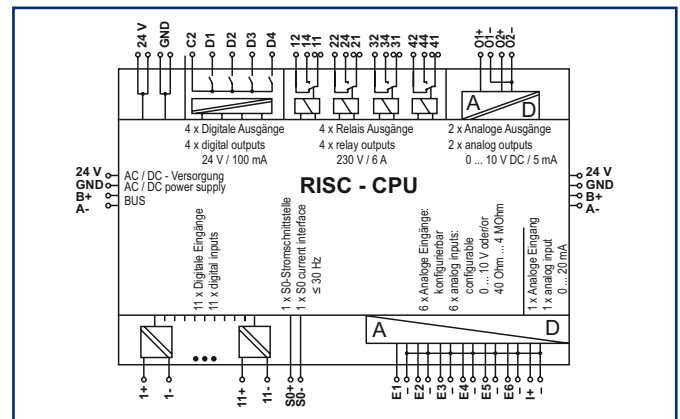 24 V
GND
C2
D1
D2
D3
D4
12
14
11
22
24
21
32
34
31
42
44
41
O1+
O1-
O2+
O2-
A
D
4 x Digitale Ausgänge
4 x digital outputs
24 V / 100 mA
4 x Relais Ausgänge
4 x relay outputs
230 V / 6 A
2 x Analoge Ausgänge
2 x analog outputs
0 ... 10 V DC / 5 mA
24 V
GND
B+
A-
AC / DC - Versorgung
AC / DC power supply
BUS
RISC - CPU
24 V
GND
B+
A-
11 x Digitale Eingänge
11 x digital inputs
1 x S0-Stromschnittstelle
1 x S0 current interface
≤ 30 Hz
6 x Analoge Eingänge:
konfigurierbar
6 x analog inputs:
configurable
0 ... 10 V oder/or
40 Ohm ... 4 MOhm
1 x Analoge Eingang
1 x analog input
0 ... 20 mA
A
D
1+
1-
11+
11-
S0+
S0-
E1
–
E2
–
E3
–
E4
–
E5
–
E6
–
I+
–